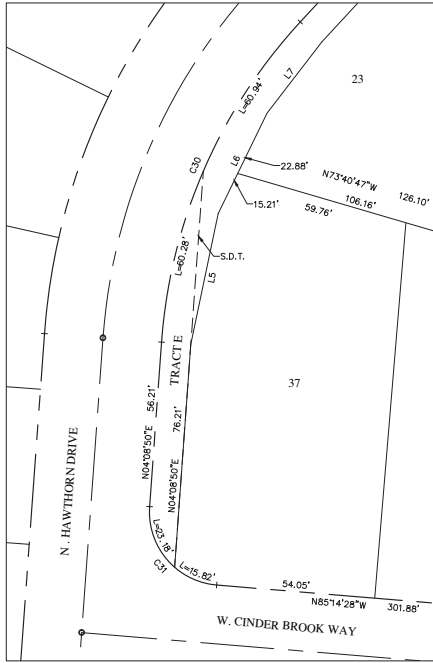 23
L=60.94'
L7
C30
L6
22.88'
N73°40'47"W
126.10'
106.16'
59.76'
15.21'
L=60.28'
S.D.T.
L5
TRACT E
37
56.21'
N04°08'50"E
76.21'
N04°08'50"E
N. HAWTHORN DRIVE
L=23.18'
C31
L=15.82'
54.05'
N85°14'28"W
301.88'
W. CINDER BROOK WAY